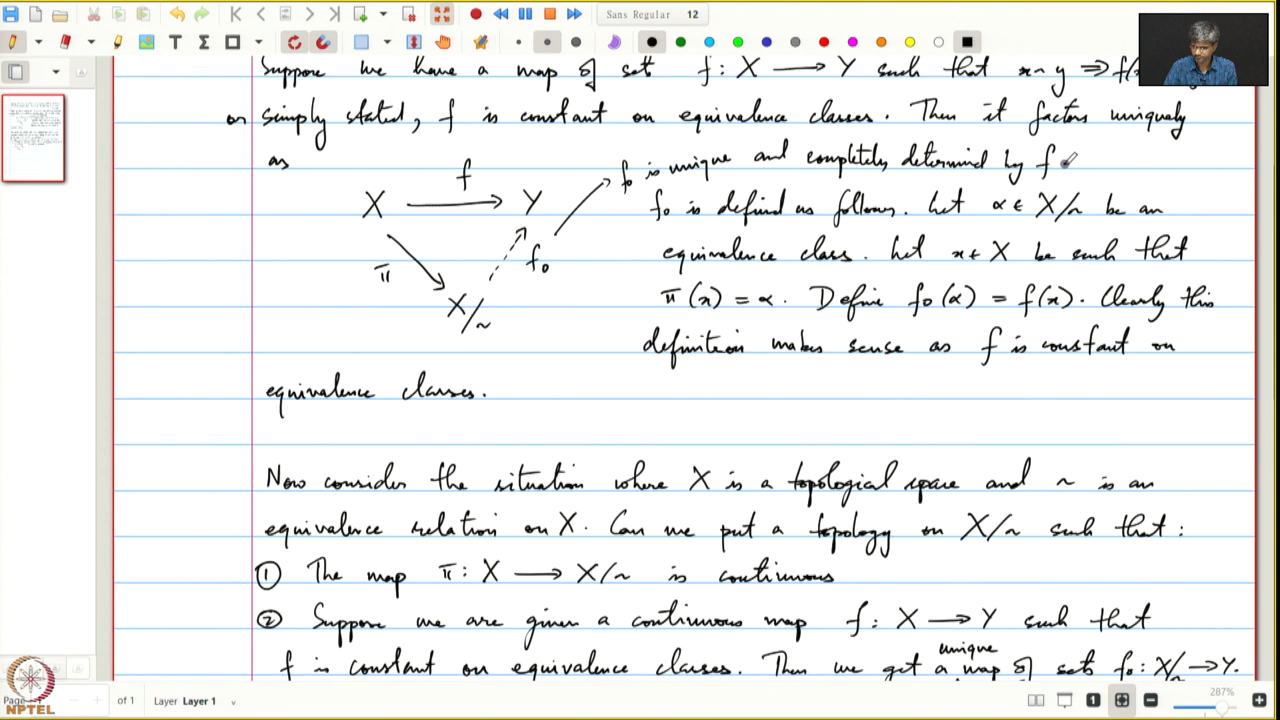 Sans Regular 12
Suppose we have a map of sets f: X ⟶ Y such that x~y ⇒ f(x
or simply stated, f is constant on equivalence classes. Then it factors uniquely
as
f₀ is unique and completely determined by f
f
X ⟶ Y
f₀ is defined as follows. Let α ∈ X/~ be an
π
f₀
equivalence class. Let x ∈ X be such that
X/~
π(x) = α. Define f₀(α) = f(x). Clearly this
definition makes sense as f is constant on
equivalence classes.
Now consider the situation where X is a topological space and ~ is an
equivalence relation on X. Can we put a topology on X/~ such that:
① The map π: X ⟶ X/~ is continuous
② Suppose we are given a continuous map f: X ⟶ Y such that
unique
f is constant on equivalence classes. Then we get a map of sets f₀: X/~ ⟶ Y.
NPTEL
Page
of 1
Layer Layer 1
1
287%